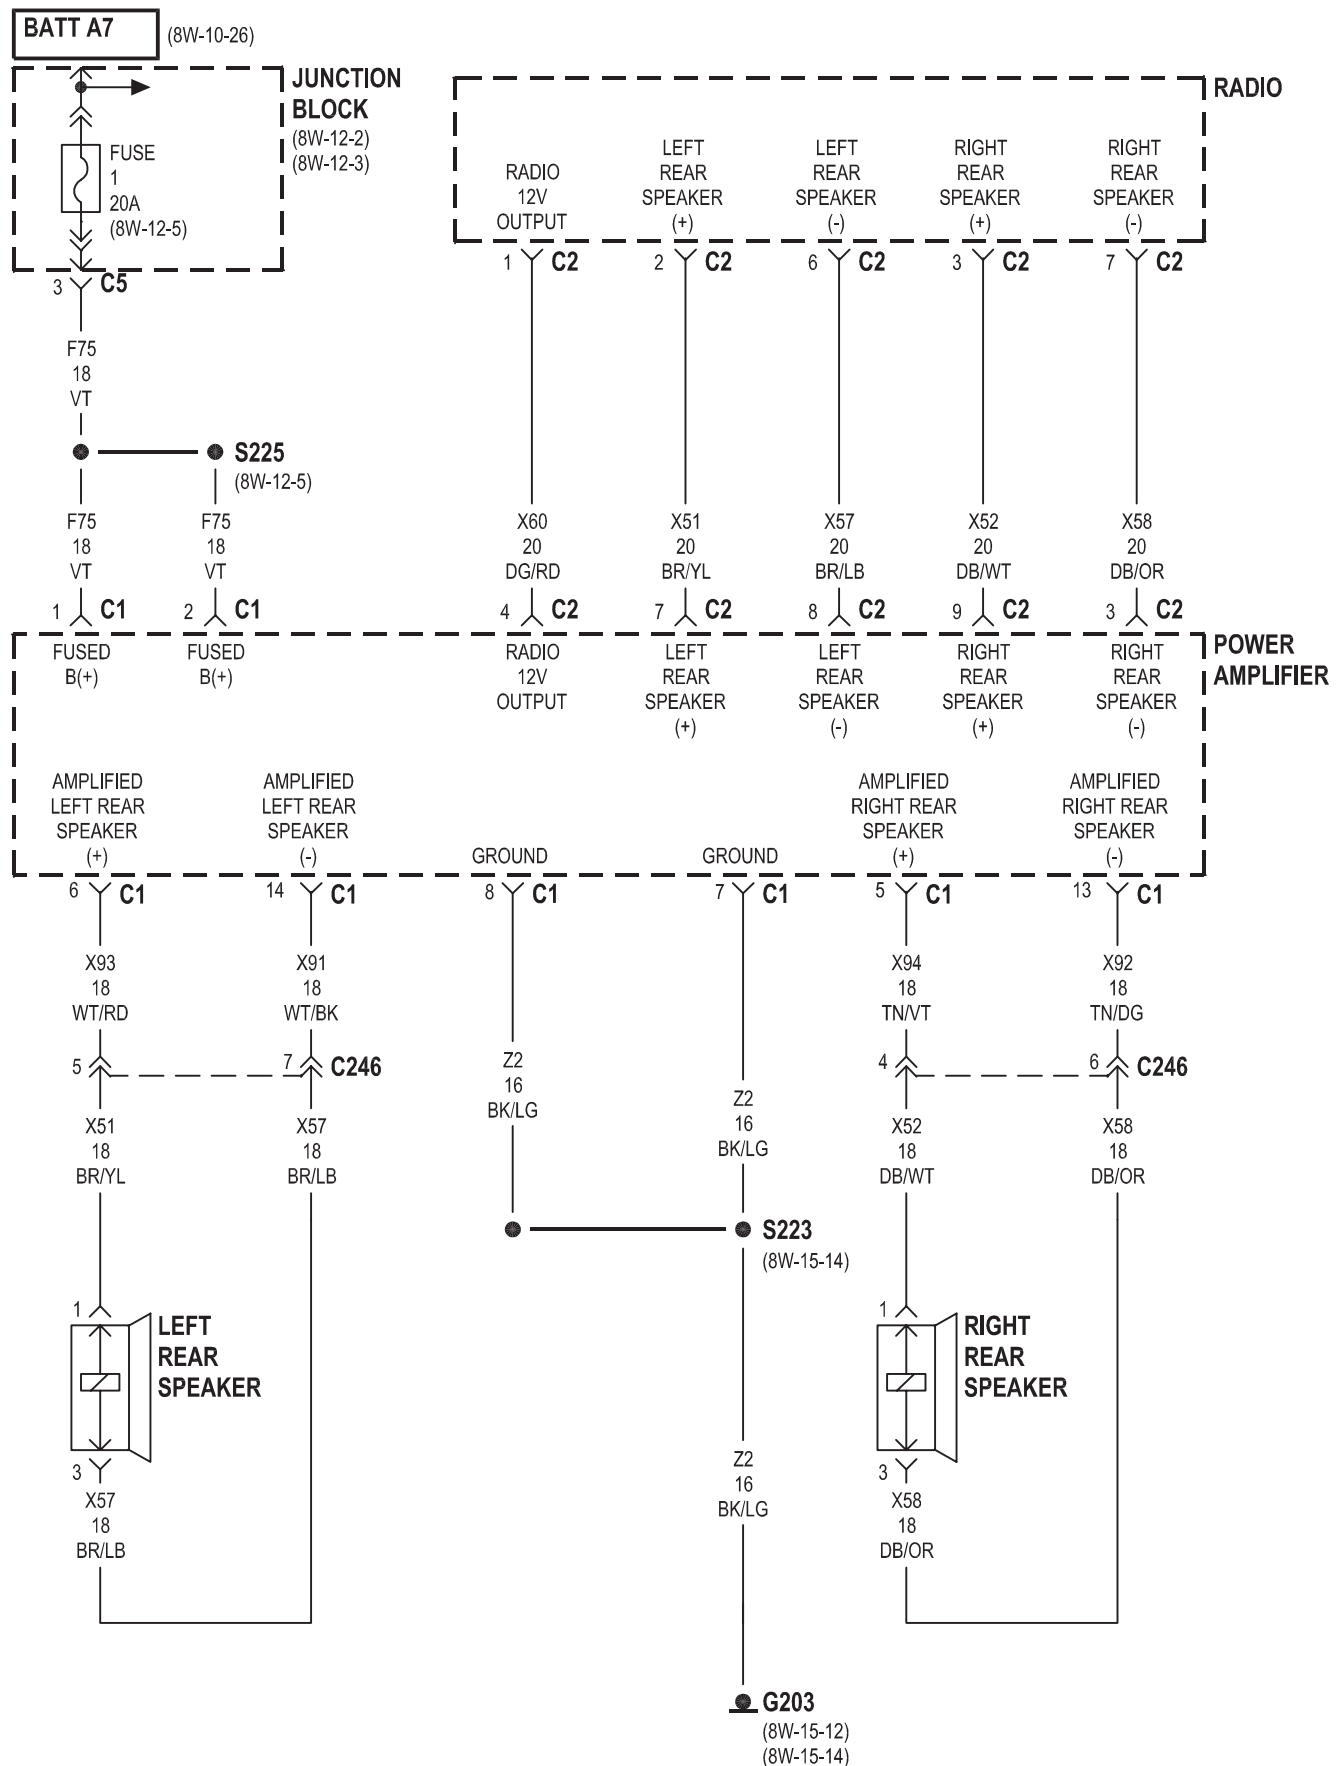 BATT A7
(8W-10-26)
JUNCTION
BLOCK
(8W-12-2)
(8W-12-3)
FUSE
1
20A
(8W-12-5)
3 C5
F75
18
VT
S225
(8W-12-5)
F75
18
VT
F75
18
VT
1 C1
2 C1
RADIO
RADIO
12V
OUTPUT
LEFT
REAR
SPEAKER
(+)
LEFT
REAR
SPEAKER
(-)
RIGHT
REAR
SPEAKER
(+)
RIGHT
REAR
SPEAKER
(-)
1 C2
2 C2
6 C2
3 C2
7 C2
X60
20
DG/RD
X51
20
BR/YL
X57
20
BR/LB
X52
20
DB/WT
X58
20
DB/OR
4 C2
7 C2
8 C2
9 C2
3 C2
POWER
AMPLIFIER
FUSED
B(+)
FUSED
B(+)
RADIO
12V
OUTPUT
LEFT
REAR
SPEAKER
(+)
LEFT
REAR
SPEAKER
(-)
RIGHT
REAR
SPEAKER
(+)
RIGHT
REAR
SPEAKER
(-)
AMPLIFIED
LEFT REAR
SPEAKER
(+)
AMPLIFIED
LEFT REAR
SPEAKER
(-)
GROUND
GROUND
AMPLIFIED
RIGHT REAR
SPEAKER
(+)
AMPLIFIED
RIGHT REAR
SPEAKER
(-)
6 C1
14 C1
8 C1
7 C1
5 C1
13 C1
X93
18
WT/RD
X91
18
WT/BK
X94
18
TN/VT
X92
18
TN/DG
5
7 C246
4
6 C246
Z2
16
BK/LG
Z2
16
BK/LG
X51
18
BR/YL
X57
18
BR/LB
X52
18
DB/WT
X58
18
DB/OR
S223
(8W-15-14)
1
LEFT
REAR
SPEAKER
3
X57
18
BR/LB
1
RIGHT
REAR
SPEAKER
3
X58
18
DB/OR
Z2
16
BK/LG
G203
(8W-15-12)
(8W-15-14)